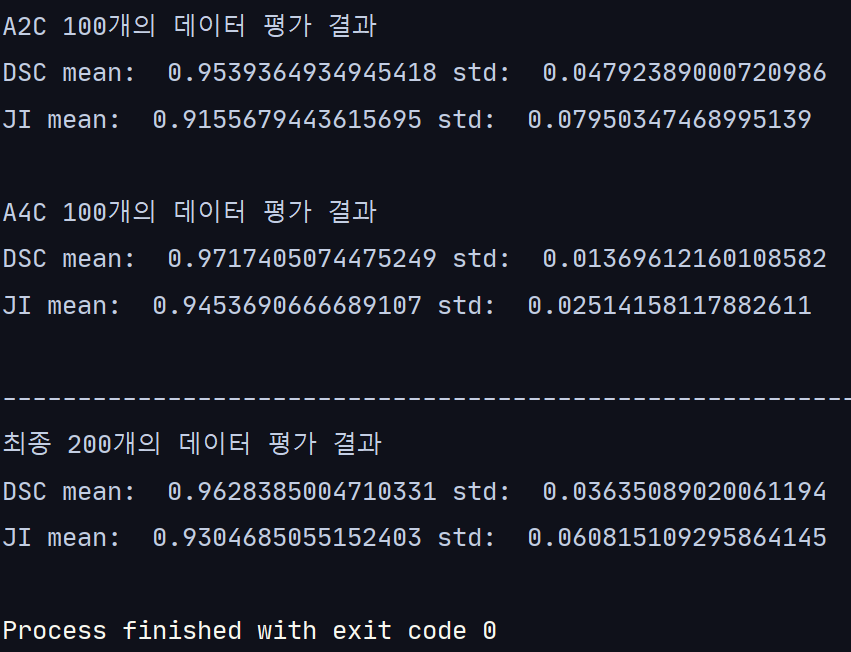 A2C 100개의 데이터 평가 결과
DSC mean:  0.9539364934945418 std:  0.04792389000720986
JI mean:  0.9155679443615695 std:  0.07950347468995139
A4C 100개의 데이터 평가 결과
DSC mean:  0.9717405074475249 std:  0.01369612160108582
JI mean:  0.9453690666689107 std:  0.02514158117882611
---------------------------------------------------------
최종 200개의 데이터 평가 결과
DSC mean:  0.9628385004710331 std:  0.03635089020061194
JI mean:  0.9304685055152403 std:  0.060815109295864145
Process finished with exit code 0